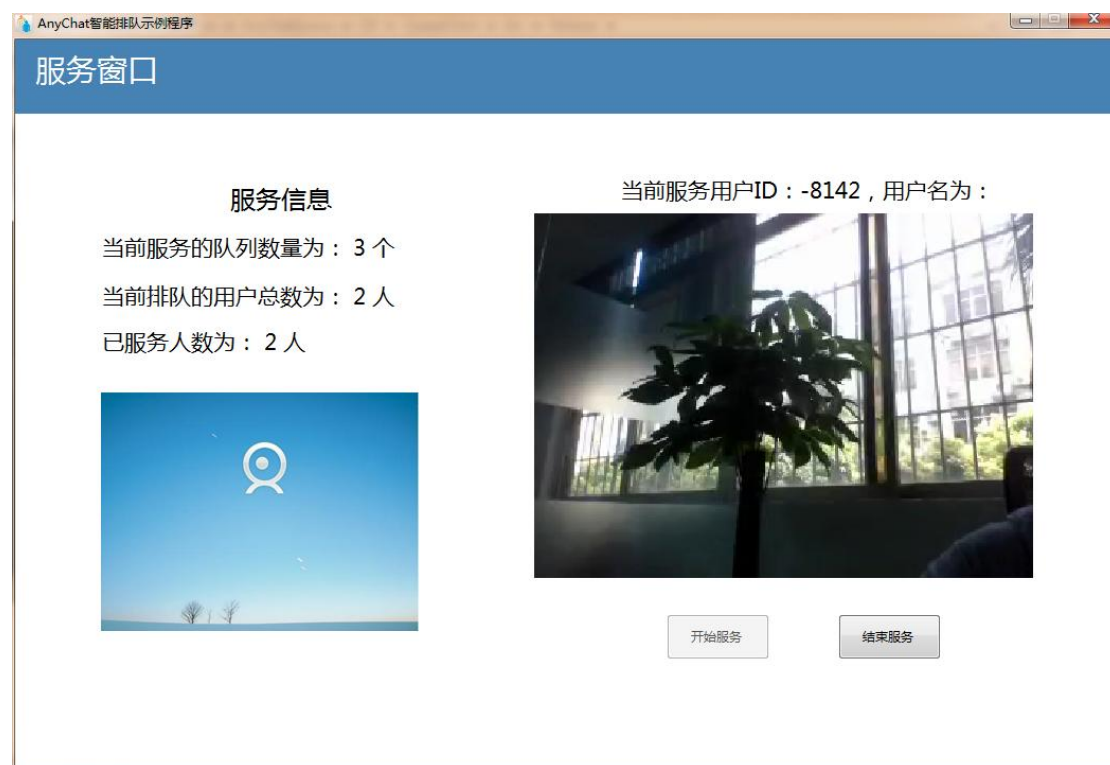 AnyChat智能排队示例程序
服务窗口
服务信息
当前服务的队列数量为： 3 个
当前排队的用户总数为： 2 人
已服务人数为： 2 人
当前服务用户ID：-8142，用户名为：
开始服务
结束服务